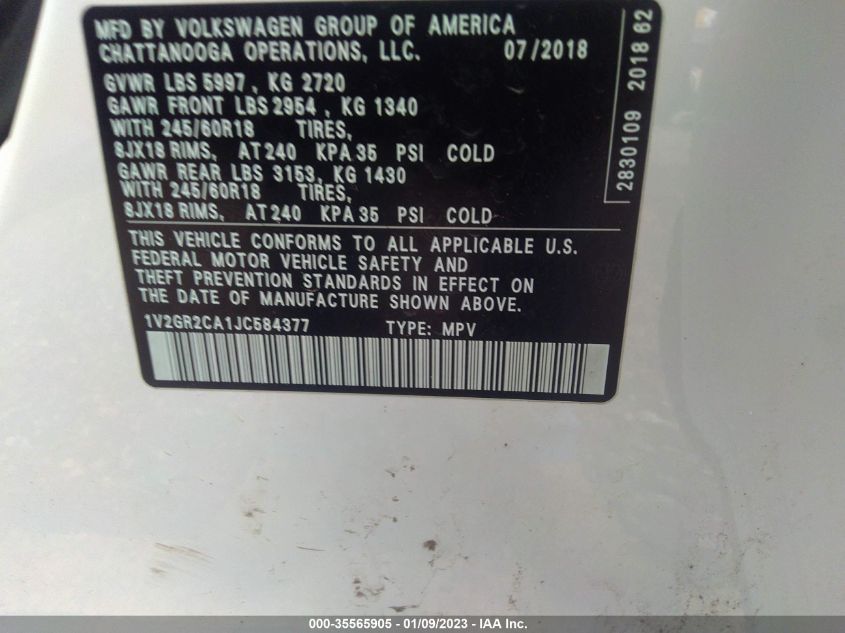 MFD BY VOLKSWAGEN GROUP OF AMERICA
CHATTANOOGA OPERATIONS, LLC. 07/2018
GVWR LBS 5997 , KG 2720
GAWR FRONT LBS 2954 , KG 1340
WITH 245/60R18 TIRES,
8JX18 RIMS, AT 240 KPA 35 PSI COLD
GAWR REAR LBS 3153, KG 1430
WITH 245/60R18 TIRES,
8JX18 RIMS, AT 240 KPA 35 PSI COLD
THIS VEHICLE CONFORMS TO ALL APPLICABLE U.S.
FEDERAL MOTOR VEHICLE SAFETY AND
THEFT PREVENTION STANDARDS IN EFFECT ON
THE DATE OF MANUFACTURE SHOWN ABOVE.
1V2GR2CA1JC584377 TYPE: MPV
2830109 2018 62
000-35565905 - 01/09/2023 - IAA Inc.